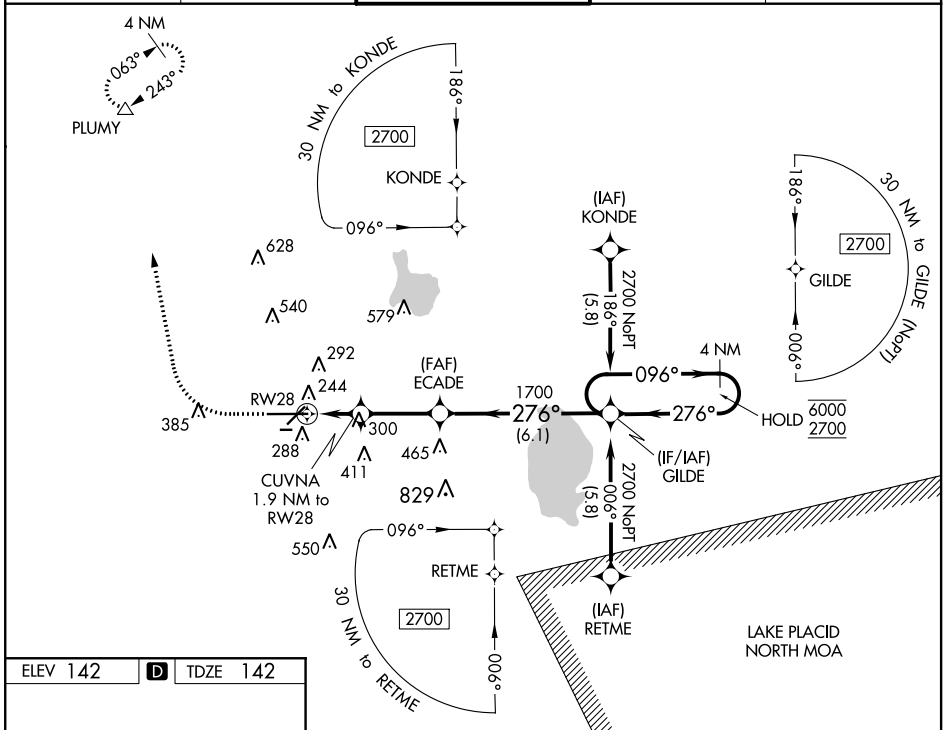 4 NM
063°
243°
PLUMY
30 NM to KONDE
186°
2700
KONDE
096°
628
540
579
292
244
RW28
385
288
CUVNA
1.9 NM to
RW28
300
411
(FAF)
ECADE
465
829
550
1700
276°
(6.1)
(IAF)
KONDE
2700 NoPT
186°
(5.8)
4 NM
096°
276°
HOLD
6000
2700
(IF/IAF)
GILDE
2700 NoPT
006°
(5.8)
(IAF)
RETME
186°
30 NM to GILDE (NoPT)
2700
GILDE
006°
096°
RETME
2700
006°
30 NM to RETME
LAKE PLACID
NORTH MOA
ELEV 142 D TDZE 142